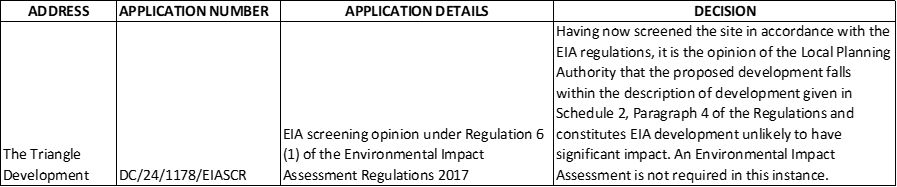 ADDRESS APPLICATION NUMBER APPLICATION DETAILS DECISION
The Triangle
Development
DC/24/1178/EIASCR
EIA screening opinion under Regulation 6
(1) of the Environmental Impact
Assessment Regulations 2017
Having now screened the site in accordance with the
EIA regulations, it is the opinion of the Local Planning
Authority that the proposed development falls
within the description of development given in
Schedule 2, Paragraph 4 of the Regulations and
constitutes EIA development unlikely to have
significant impact. An Environmental Impact
Assessment is not required in this instance.